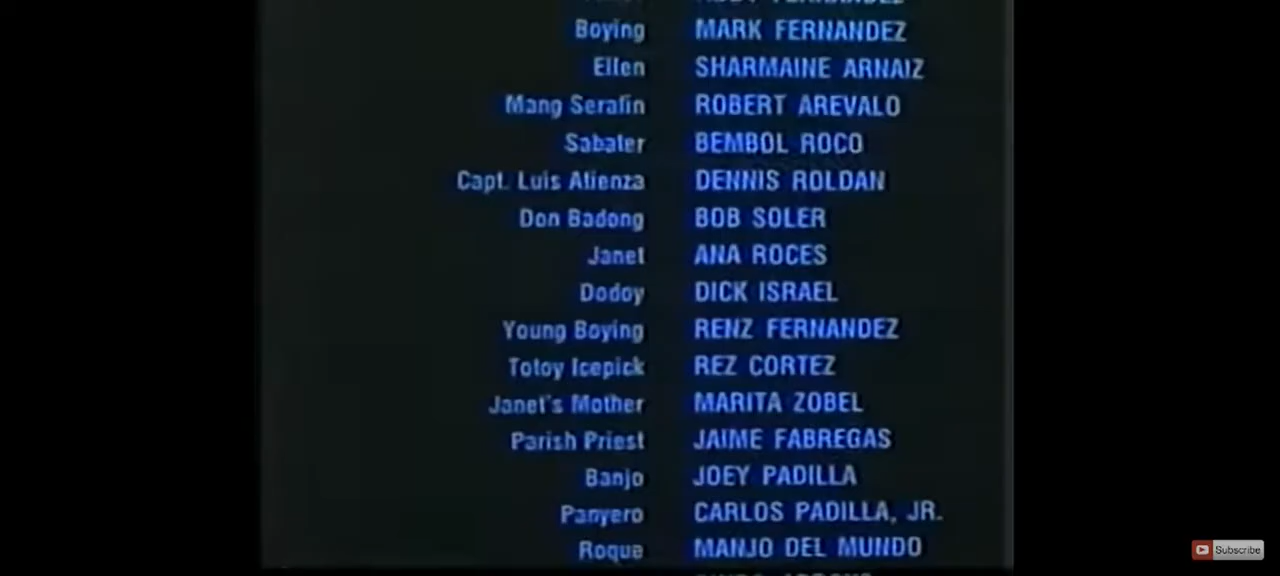 Boying MARK FERNANDEZ
Ellen SHARMAINE ARNAIZ
Mang Serafin ROBERT AREVALO
Sabater BEMBOL ROCO
Capt. Luis Atienza DENNIS ROLDAN
Don Badong BOB SOLER
Janet ANA ROCES
Dodoy DICK ISRAEL
Young Boying RENZ FERNANDEZ
Totoy Icepick REZ CORTEZ
Janet's Mother MARITA ZOBEL
Parish Priest JAIME FABREGAS
Banjo JOEY PADILLA
Panyero CARLOS PADILLA, JR.
Roque MANJO DEL MUNDO
Subscribe